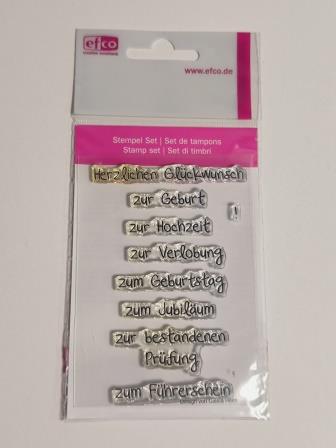 efco
www.efco.de
Stempel Set | Set de tampons
Stamp set | Set di timbri
Herzlichen Glückwunsch
zur Geburt
!
zur Hochzeit
zur Verlobung
zum Geburtstag
zum Jubiläum
zur bestandenen
Prüfung
zum Führerschein